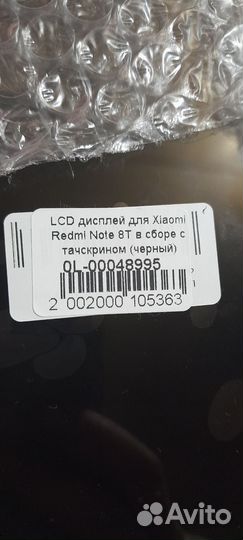 LCD дисплей для Xiaomi
Redmi Note 8T в сборе с
тачскрином (черный)
0L-00048995
2 002000 105363
Avito